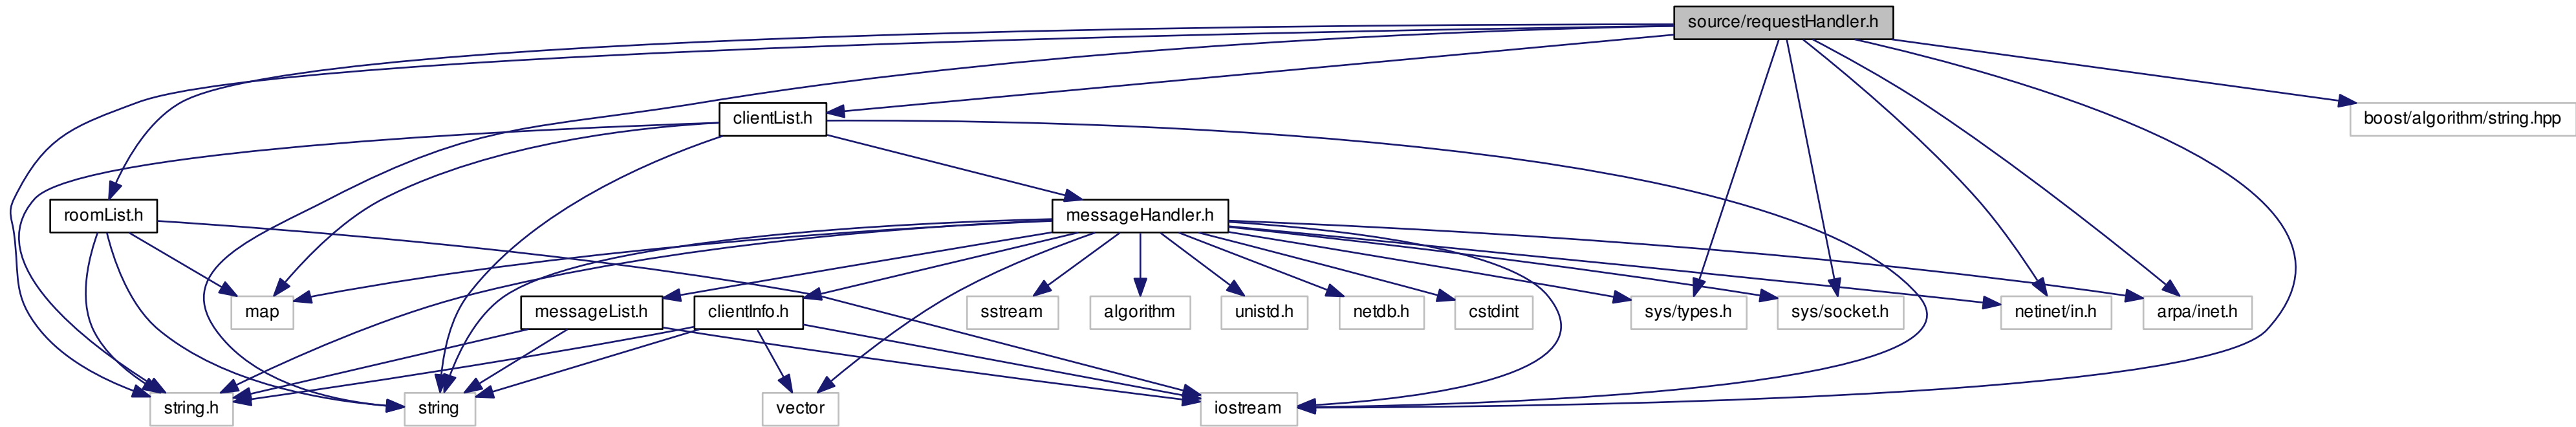 source/requestHandler.h
clientList.h
boost/algorithm/string.hpp
roomList.h
messageHandler.h
map
messageList.h
clientInfo.h
sstream
algorithm
unistd.h
netdb.h
cstdint
sys/types.h
sys/socket.h
netinet/in.h
arpa/inet.h
string.h
string
vector
iostream